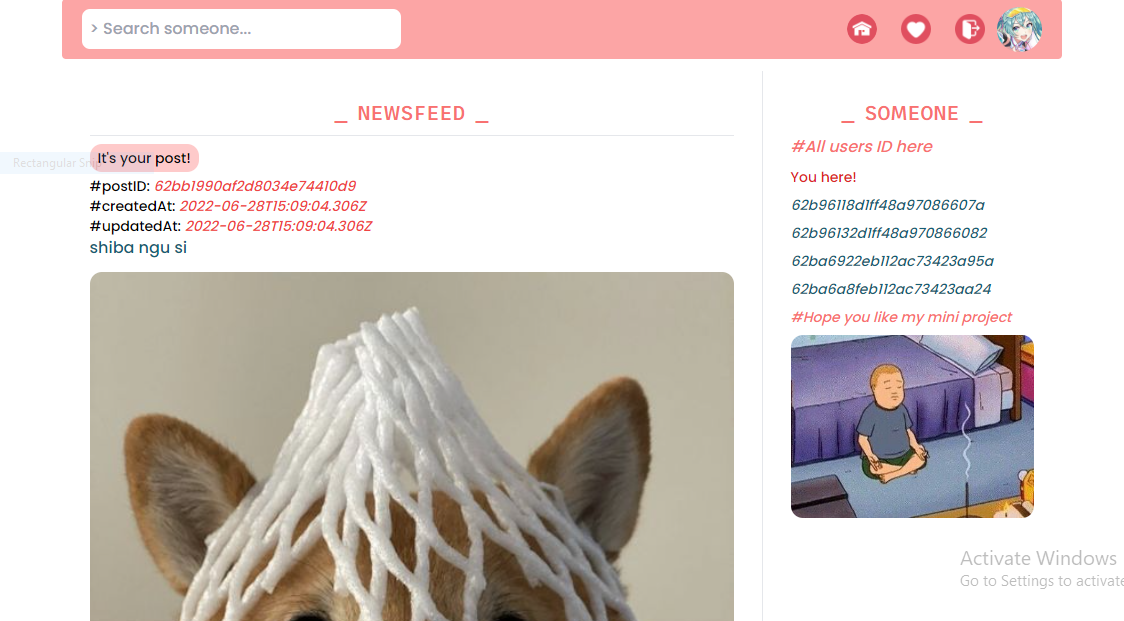 > Search someone...
_ NEWSFEED _
It's your post!
Rectangular Snip
#postID: 62bb1990af2d8034e74410d9
#createdAt: 2022-06-28T15:09:04.306Z
#updatedAt: 2022-06-28T15:09:04.306Z
shiba ngu si
_ SOMEONE _
#All users ID here
You here!
62b96118d1ff48a97086607a
62b96132d1ff48a970866082
62ba6922eb112ac73423a95a
62ba6a8feb112ac73423aa24
#Hope you like my mini project
Activate Windows
Go to Settings to activate